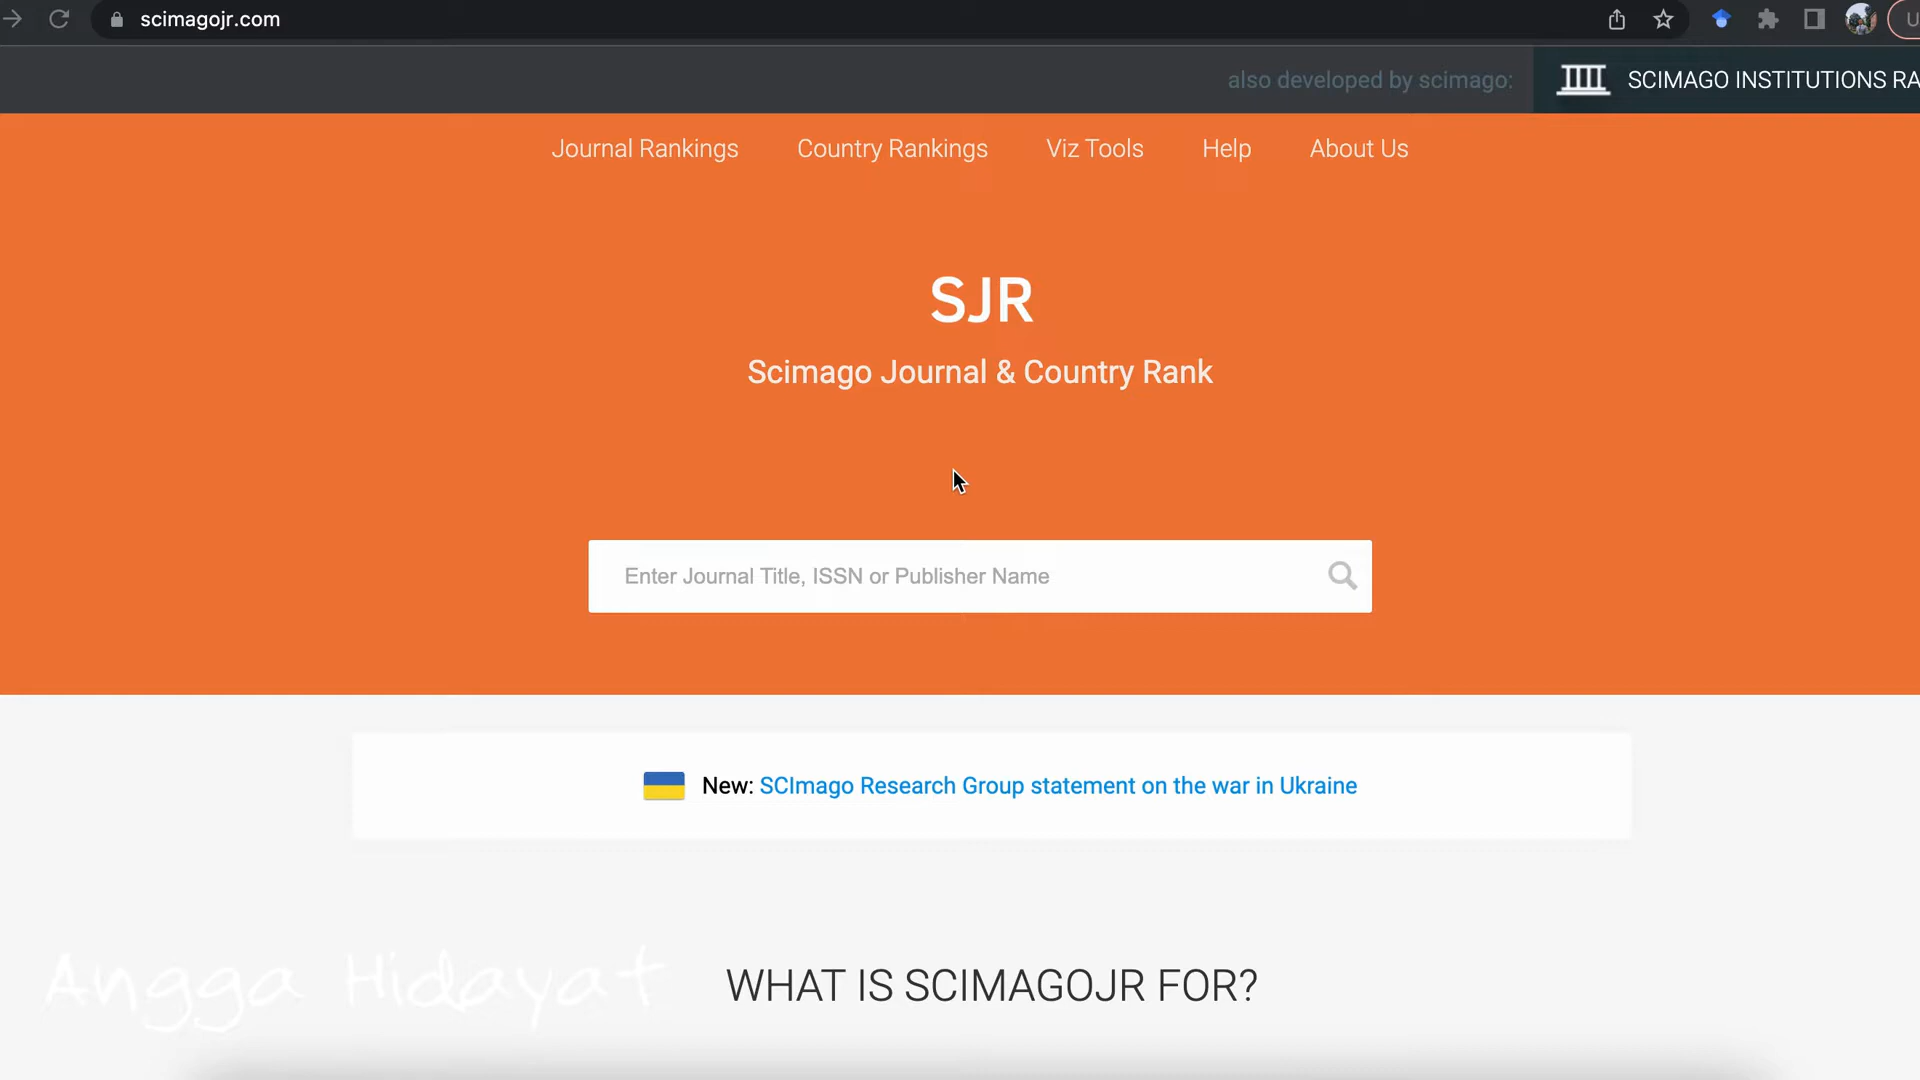 scimagojr.com
also developed by scimago:
SCIMAGO INSTITUTIONS RA
Journal Rankings
Country Rankings
Viz Tools
Help
About Us
SJR
Scimago Journal & Country Rank
Enter Journal Title, ISSN or Publisher Name
New: SCImago Research Group statement on the war in Ukraine
Angga Hidayat
WHAT IS SCIMAGOJR FOR?